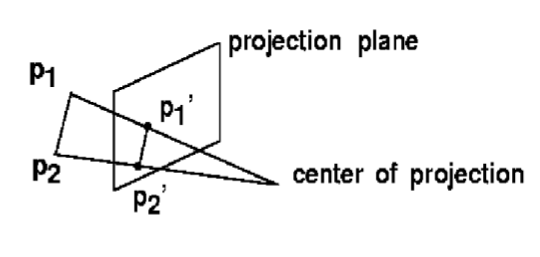 projection plane
p1
p1’
p2
center of projection
p2’